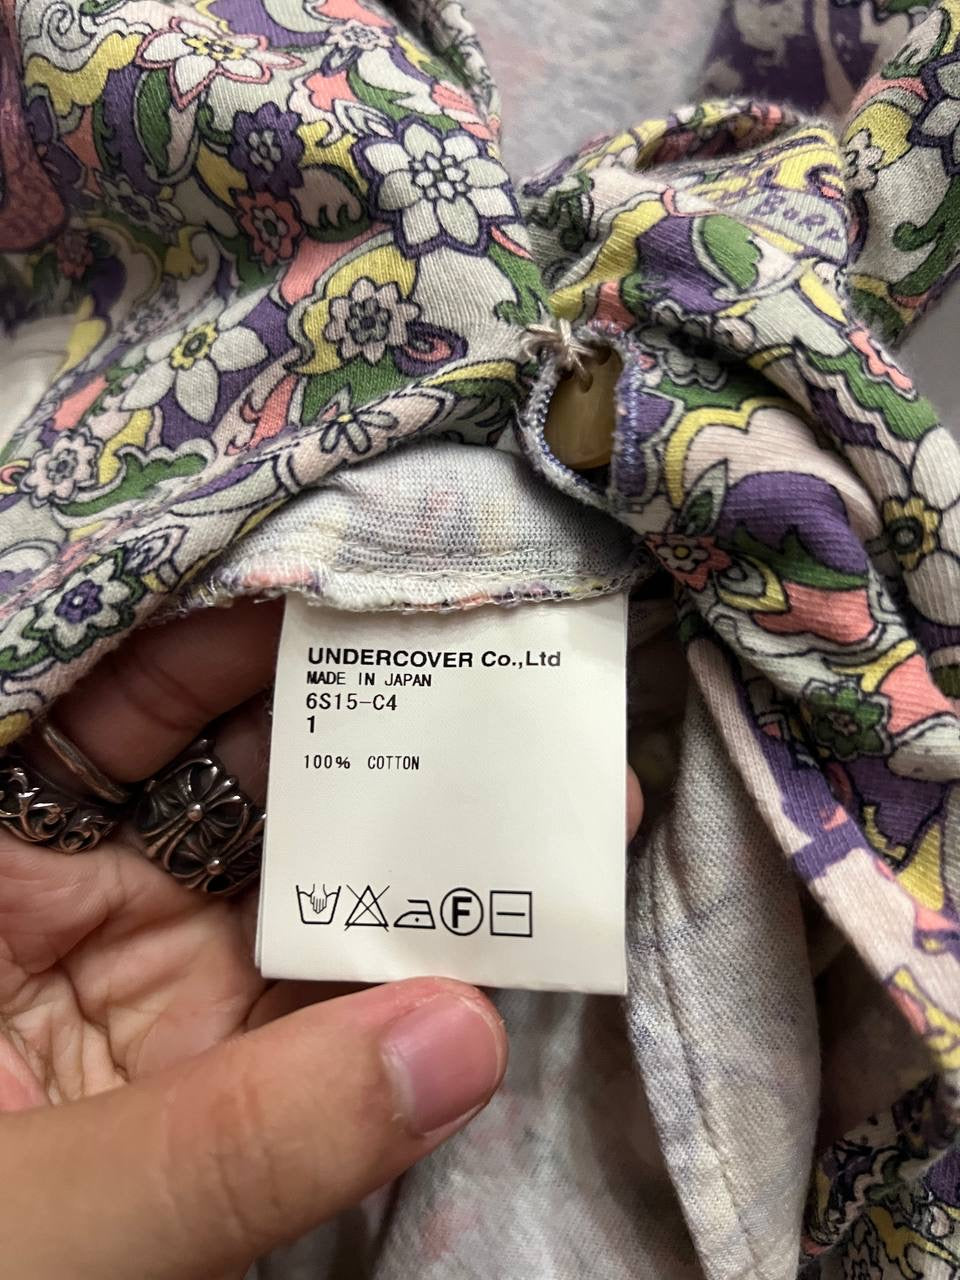 UNDERCOVER Co.,Ltd
MADE IN JAPAN
6S15-C4
1
100% COTTON
F